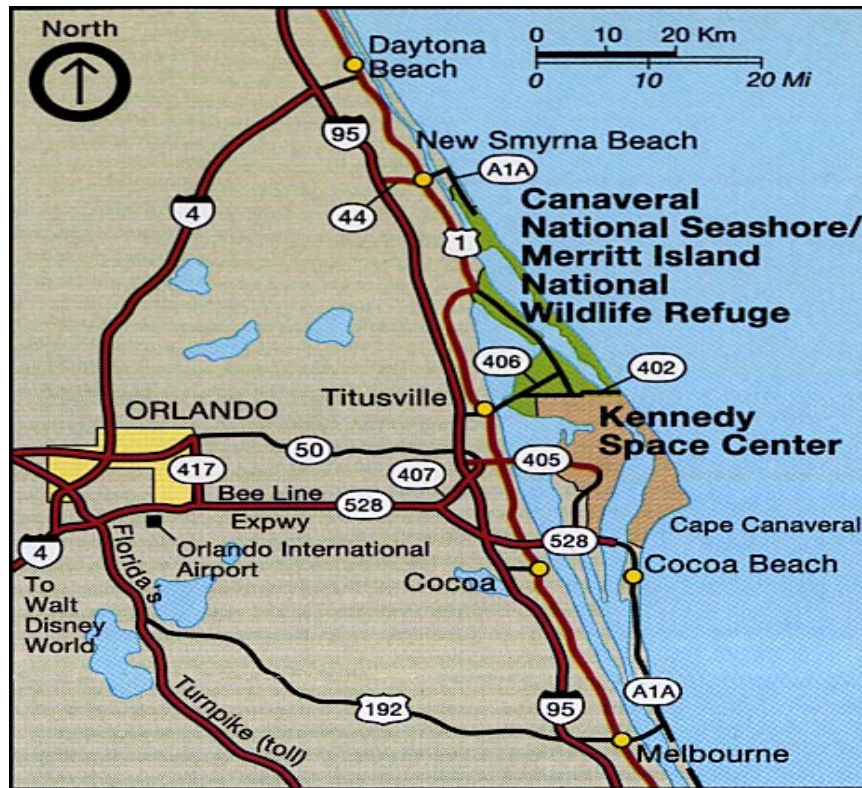 North
0 10 20 Km
0 10 20 Mi
Daytona
Beach
95
New Smyrna Beach
A1A
4
44
1
Canaveral
National Seashore/
Merritt Island
National
Wildlife Refuge
406
402
Titusville
ORLANDO
Kennedy
Space Center
50
417
407
405
Bee Line
528
Expwy
Cape Canaveral
528
4
Orlando International
Airport
Cocoa
Cocoa Beach
To
Walt
Disney
World
Florida's
Turnpike (toll)
192
95
A1A
Melbourne